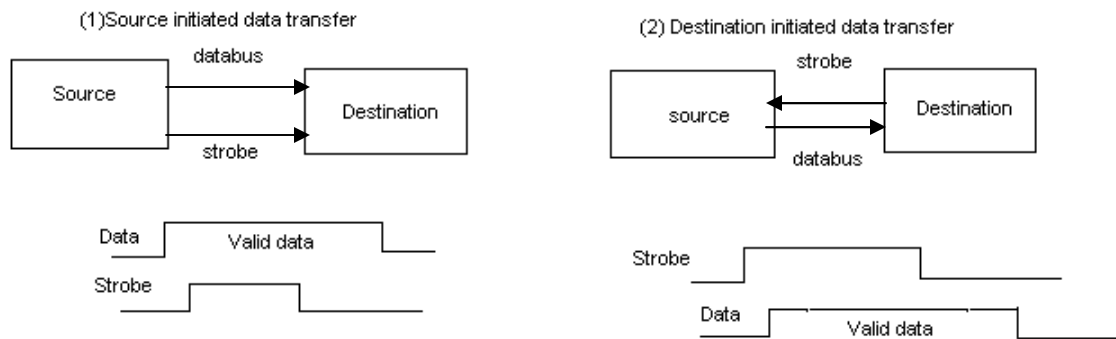 (1)Source initiated data transfer
databus
Source
Destination
strobe
Data
Valid data
Strobe
(2) Destination initiated data transfer
strobe
source
Destination
databus
Strobe
Data
Valid data